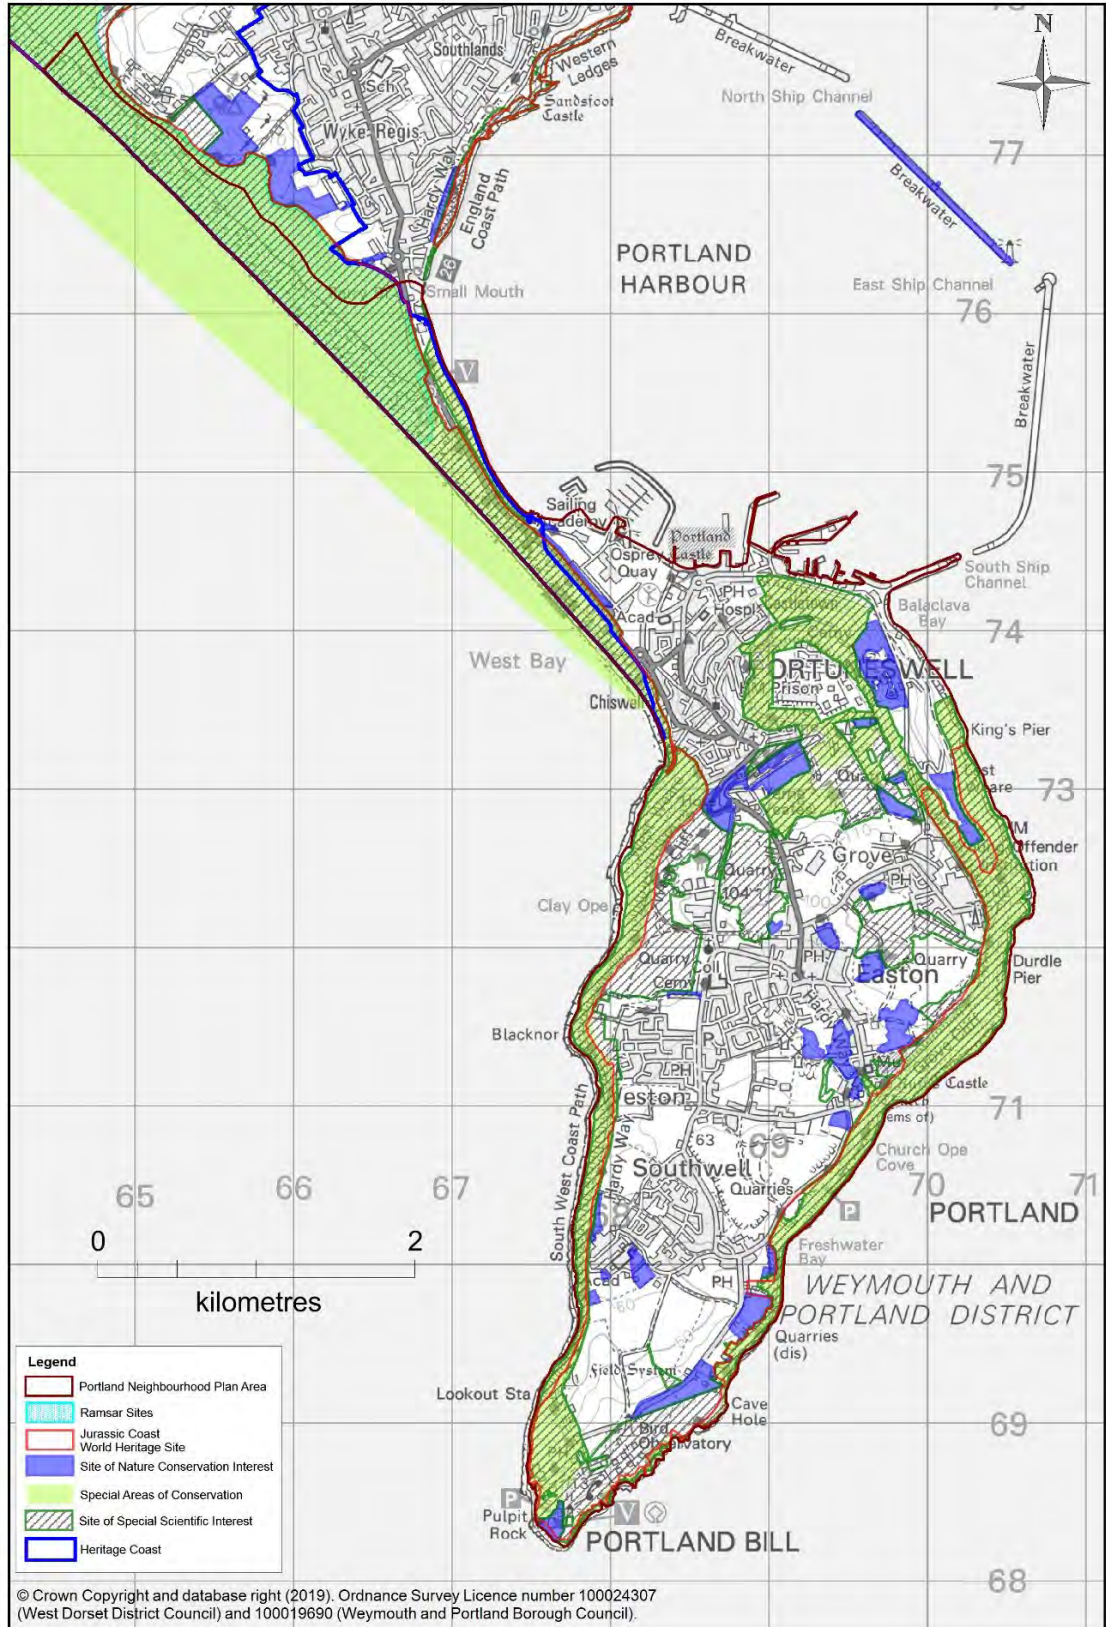 Breakwater
North Ship Channel
N
Southlands
Western
Ledges
Sandsfoot
Castle
Sch
Wyke Regis
77
Breakwater
Hardy Way
England
Coast Path
PORTLAND
HARBOUR
26
Small Mouth
East Ship Channel
76
V
Breakwater
75
Sailing
Osprey
Quay
Portland
Castle
South Ship
Channel
PH
Hospl
Acad
Balaclava
Bay
74
West Bay
Prison
Chiswell
King's Pier
73
Quarry
Grove
Offender
PH
Clay Ope
Quarry
104
Quarry
Coll
Cemy
PH
Quarry
Easton
Durdle
Pier
Blacknor
PH
Castle
71
South West Coast Path
Hardy Way
63
69
Church Ope
Cove
Southwell
Quarries
65
66
67
68
70
71
P
PORTLAND
0
2
kilometres
Freshwater
Bay
PH
WEYMOUTH AND
PORTLAND DISTRICT
Quarries
(dis)
Field System
Lookout Sta
Cave
Hole
69
Bird
Observatory
P
Pulpit
Rock
V
PORTLAND BILL
68
Legend
Portland Neighbourhood Plan Area
Ramsar Sites
Jurassic Coast
World Heritage Site
Site of Nature Conservation Interest
Special Areas of Conservation
Site of Special Scientific Interest
Heritage Coast
© Crown Copyright and database right (2019). Ordnance Survey Licence number 100024307
(West Dorset District Council) and 100019690 (Weymouth and Portland Borough Council).